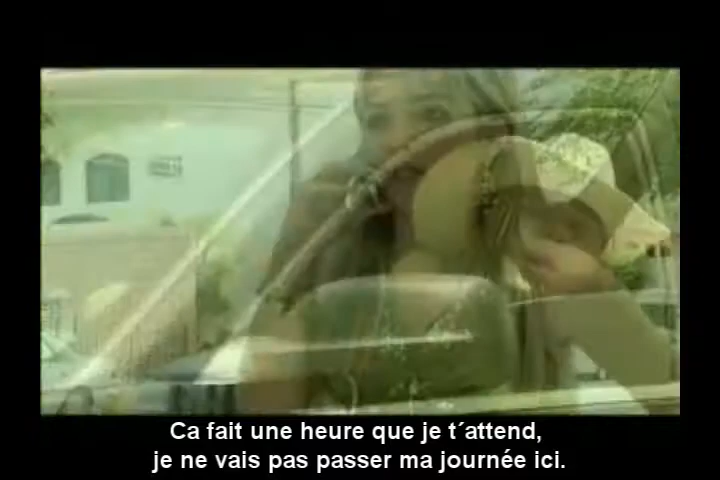 Ca fait une heure que je t´attend,
je ne vais pas passer ma journée ici.